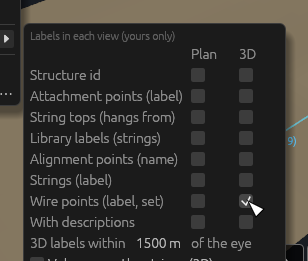 Labels in each view (yours only)
Plan 3D
Structure id
Attachment points (label)
String tops (hangs from)
Library labels (strings)
Alignment points (name)
Strings (label)
Wire points (label, set)
With descriptions
3D labels within 1500 m of the eye
...
9)